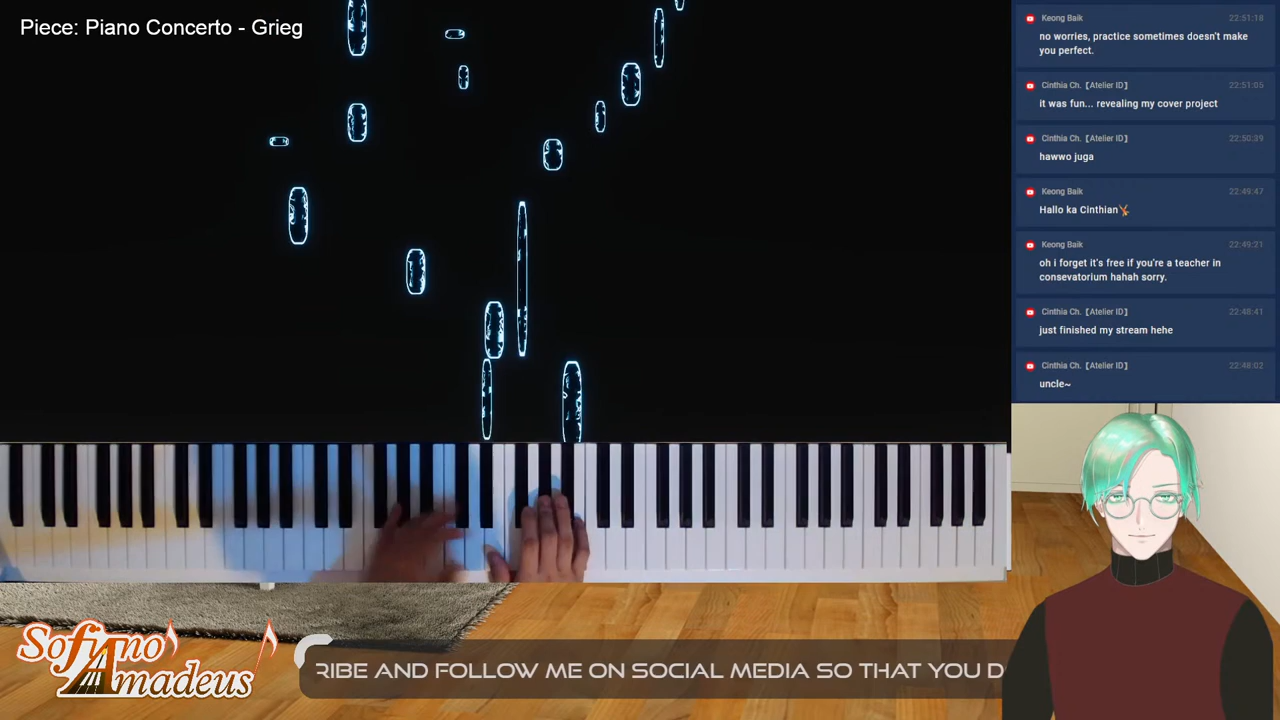 Piece: Piano Concerto - Grieg
Keong Baik 22:51:18
no worries, practice sometimes doesn't make
you perfect.
Cinthia Ch.【Atelier ID】 22:51:05
it was fun... revealing my cover project
Cinthia Ch.【Atelier ID】 22:50:39
hawwo juga
Keong Baik 22:49:47
Hallo ka Cinthian
Keong Baik 22:49:21
oh i forget it's free if you're a teacher in
consevatorium hahah sorry.
Cinthia Ch.【Atelier ID】 22:48:41
just finished my stream hehe
Cinthia Ch.【Atelier ID】 22:48:02
uncle~
Sofiano
Amadeus
RIBE AND FOLLOW ME ON SOCIAL MEDIA SO THAT YOU D